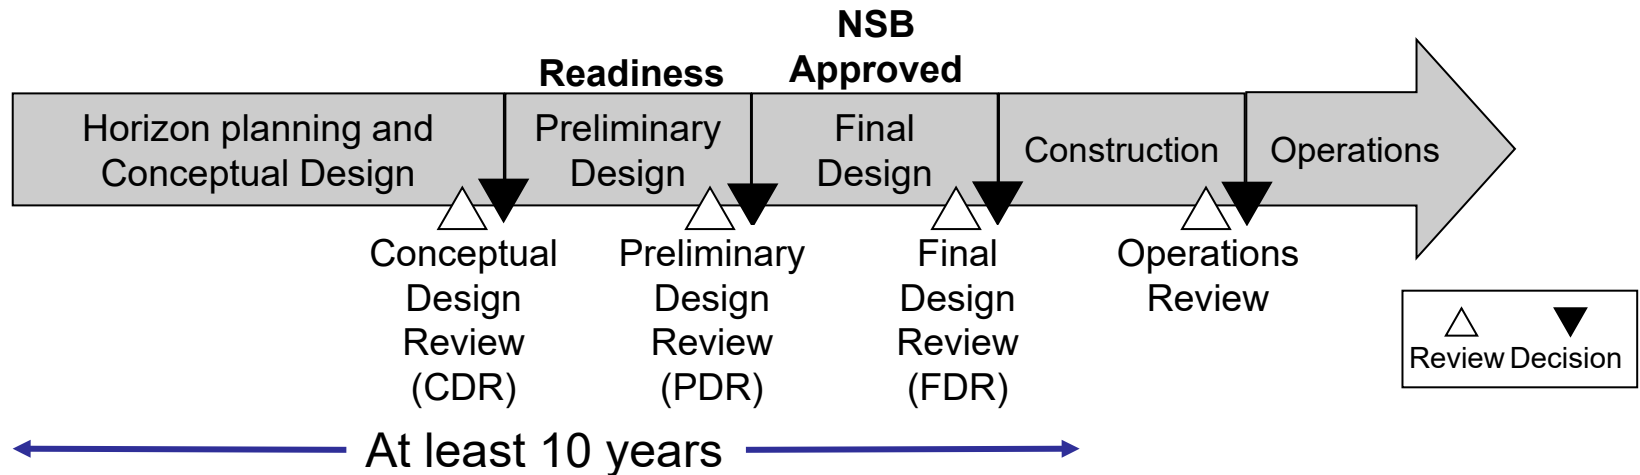 NSB
Approved
Readiness
Horizon planning and
Conceptual Design
Preliminary
Design
Final
Design
Construction
Operations
Conceptual
Design
Review
(CDR)
Preliminary
Design
Review
(PDR)
Final
Design
Review
(FDR)
Operations
Review
Review Decision
At least 10 years